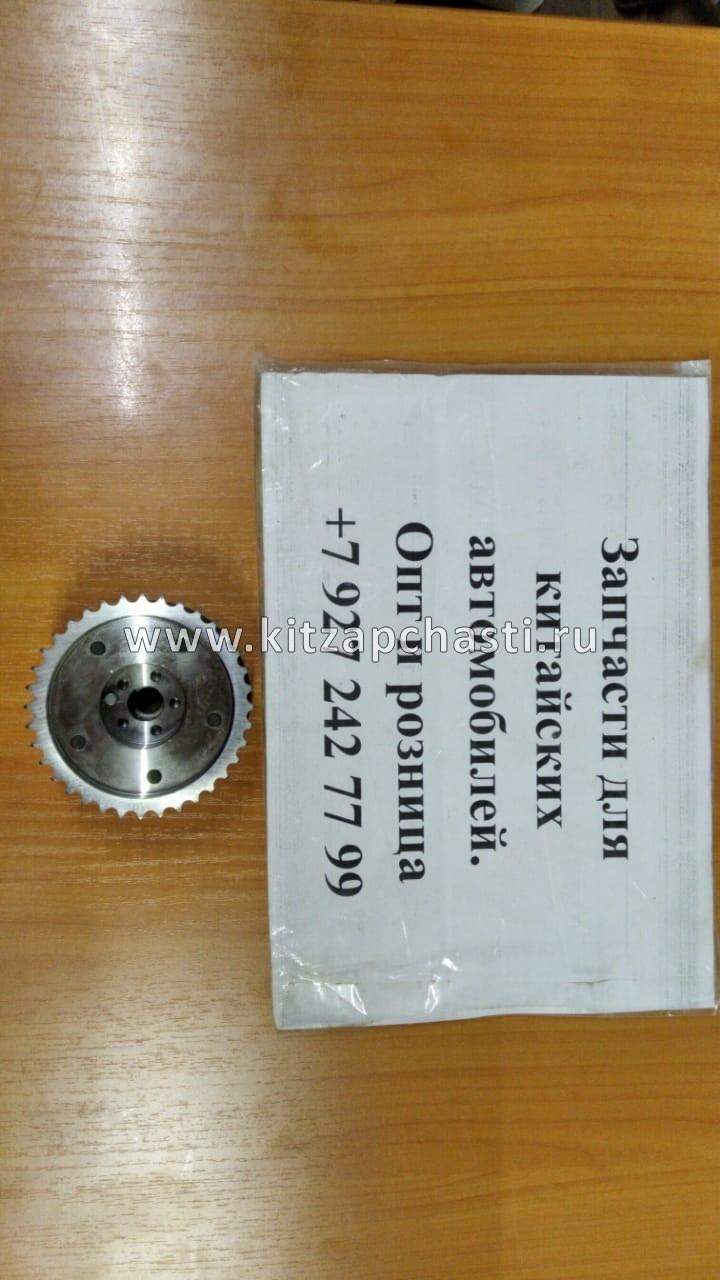 Запчасти для
китайских
автомобилей.
Опт и розница
+7 927 242 77 99
www.kitzapchasti.ru